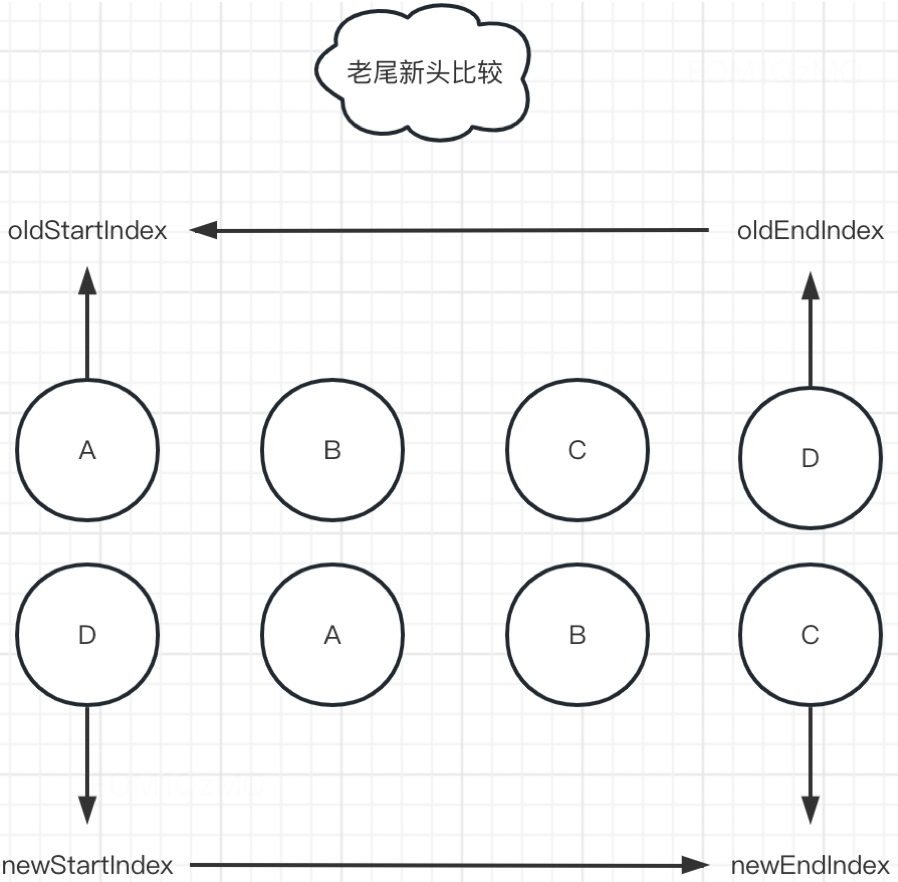 老尾新头比较
oldStartIndex
oldEndIndex
A
B
C
D
D
A
B
C
newStartIndex
newEndIndex